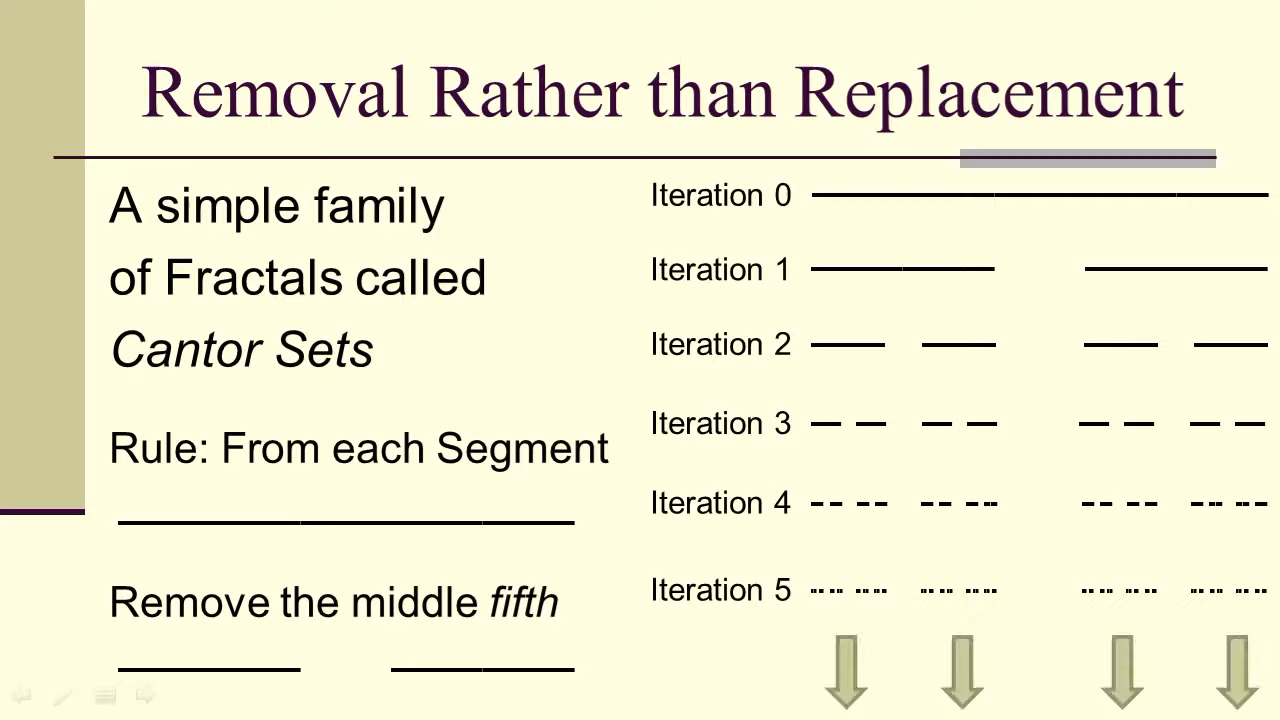 Removal Rather than Replacement
A simple family
of Fractals called
Cantor Sets
Rule: From each Segment
Remove the middle fifth
Iteration 0
Iteration 1
Iteration 2
Iteration 3
Iteration 4
Iteration 5